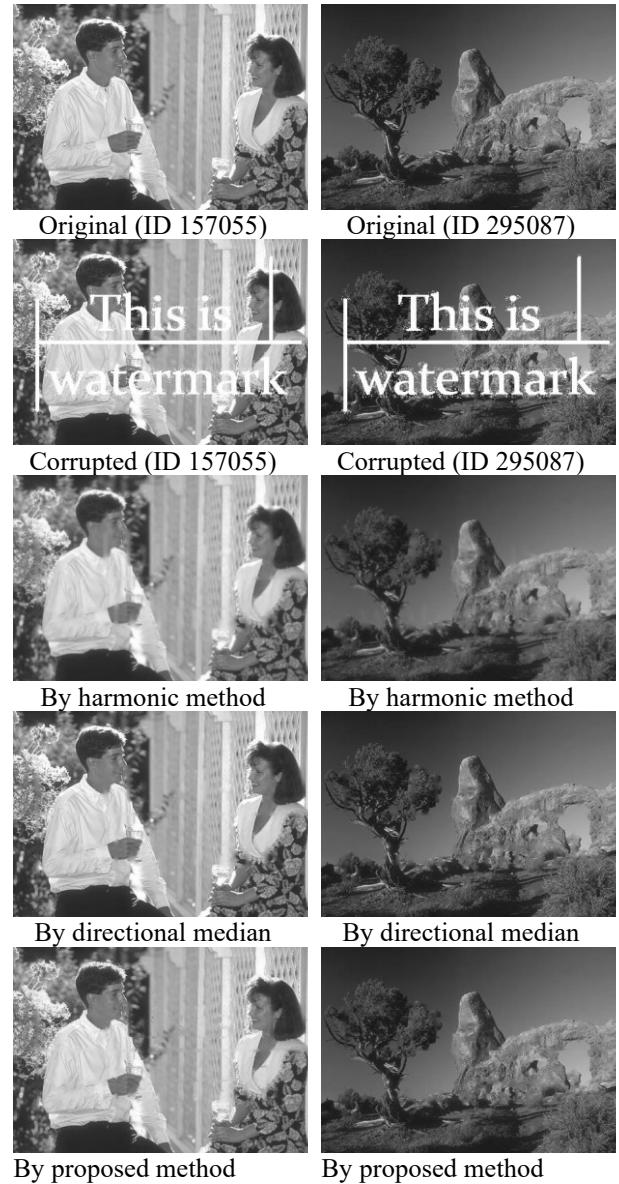 Original (ID 157055)
Original (ID 295087)
This is
watermark
This is
watermark
Corrupted (ID 157055)
Corrupted (ID 295087)
By harmonic method
By harmonic method
By directional median
By directional median
By proposed method
By proposed method